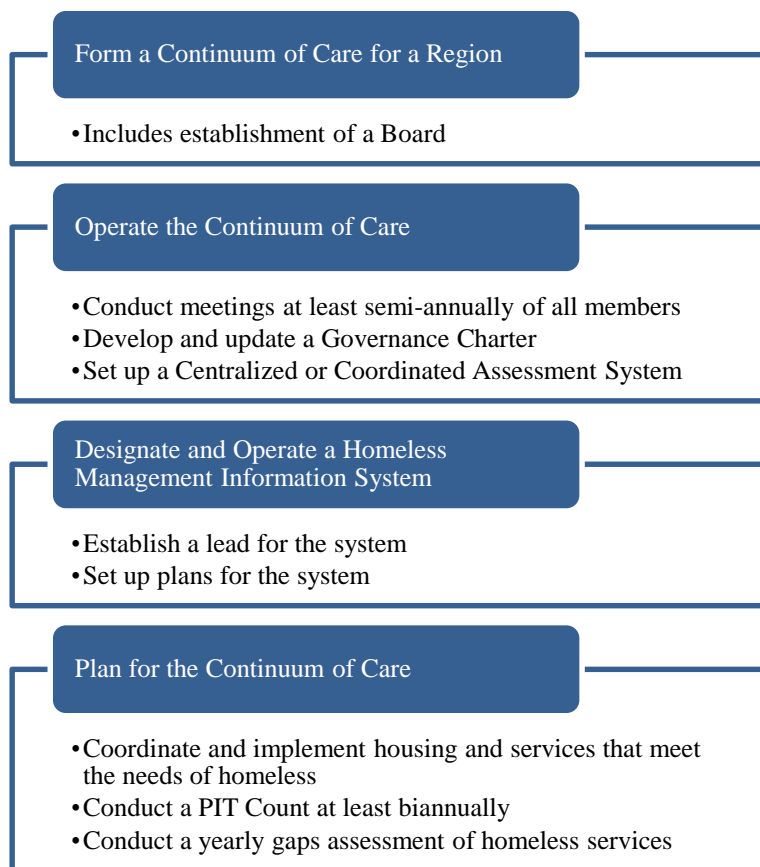 Form a Continuum of Care for a Region
•Includes establishment of a Board
Operate the Continuum of Care
•Conduct meetings at least semi-annually of all members
•Develop and update a Governance Charter
•Set up a Centralized or Coordinated Assessment System
Designate and Operate a Homeless
Management Information System
•Establish a lead for the system
•Set up plans for the system
Plan for the Continuum of Care
•Coordinate and implement housing and services that meet
the needs of homeless
•Conduct a PIT Count at least biannually
•Conduct a yearly gaps assessment of homeless services